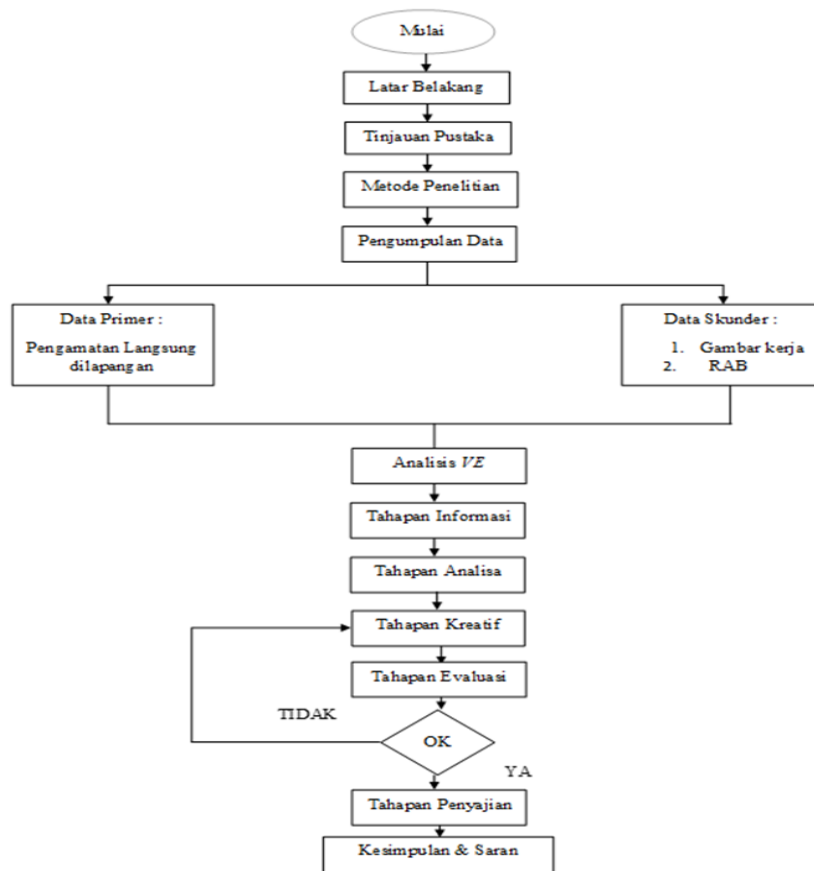 Mulai
Latar Belakang
Tinjauan Pustaka
Metode Penelitian
Pengumpulan Data
Data Primer :
Pengamatan Langsung
dilapangan
Data Skunder :
1. Gambar kerja
2. RAB
Analisis VE
Tahapan Informasi
Tahapan Analisa
Tahapan Kreatif
Tahapan Evaluasi
TIDAK
OK
YA
Tahapan Penyajian
Kesimpulan & Saran